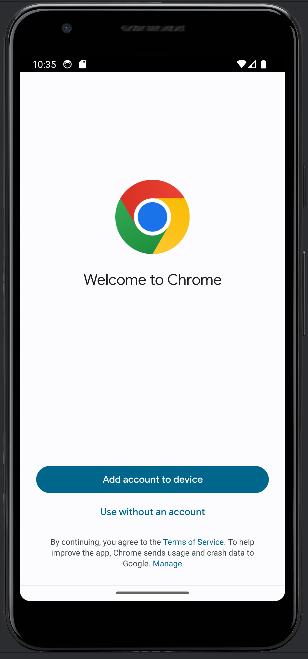 10:35
Welcome to Chrome
Add account to device
Use without an account
By continuing, you agree to the Terms of Service. To help
improve the app, Chrome sends usage and crash data to
Google. Manage